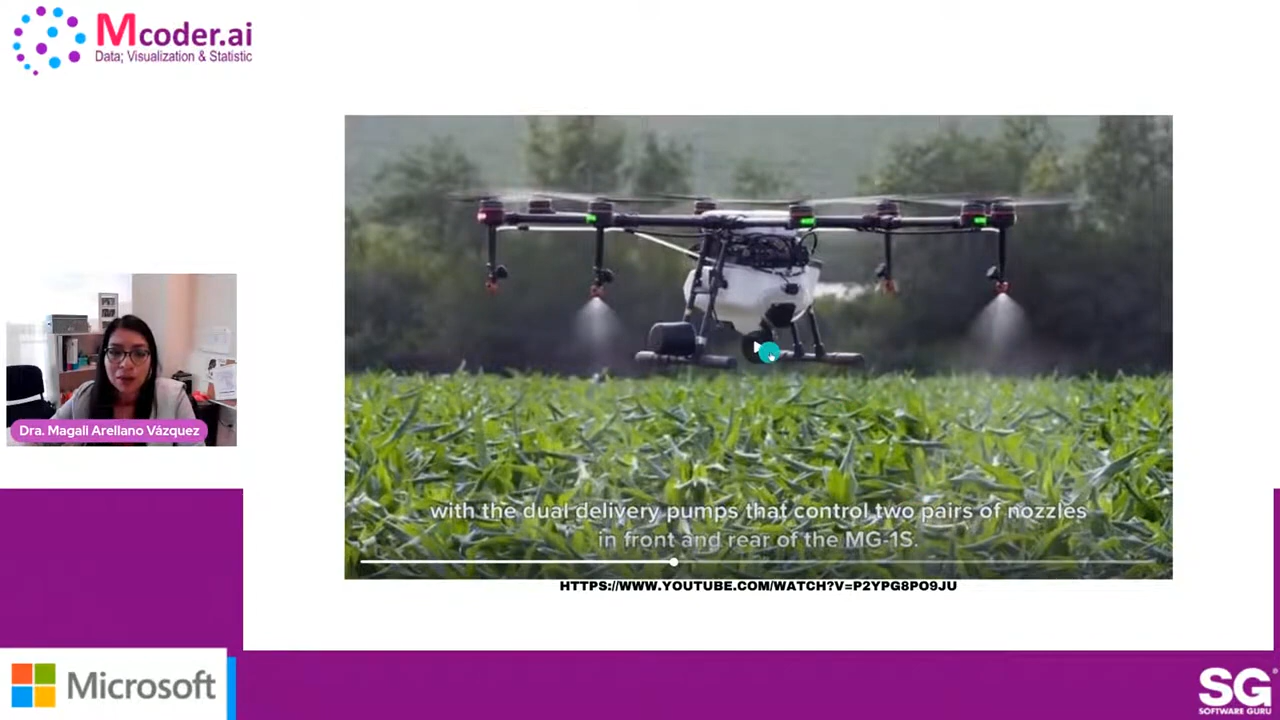 Mcoder.ai
Data; Visualization & Statistic
with the dual delivery pumps that control two pairs of nozzles
in front and rear of the MG-1S.
HTTPS://WWW.YOUTUBE.COM/WATCH?V=P2YPG8PO9JU
Dra. Magali Arellano Vázquez
Microsoft
SG
SOFTWARE GURU